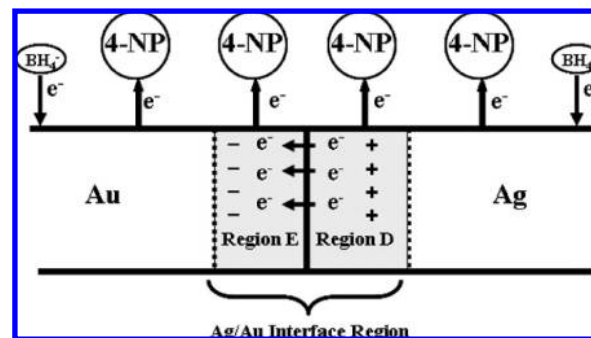 4-NP 4-NP 4-NP 4-NP
BH4- BH4
e- e- e- e- e- e
− e- e- +
− e- e- +
− e- e- +
− +
Au Ag
Region E Region D
Ag/Au Interface Region